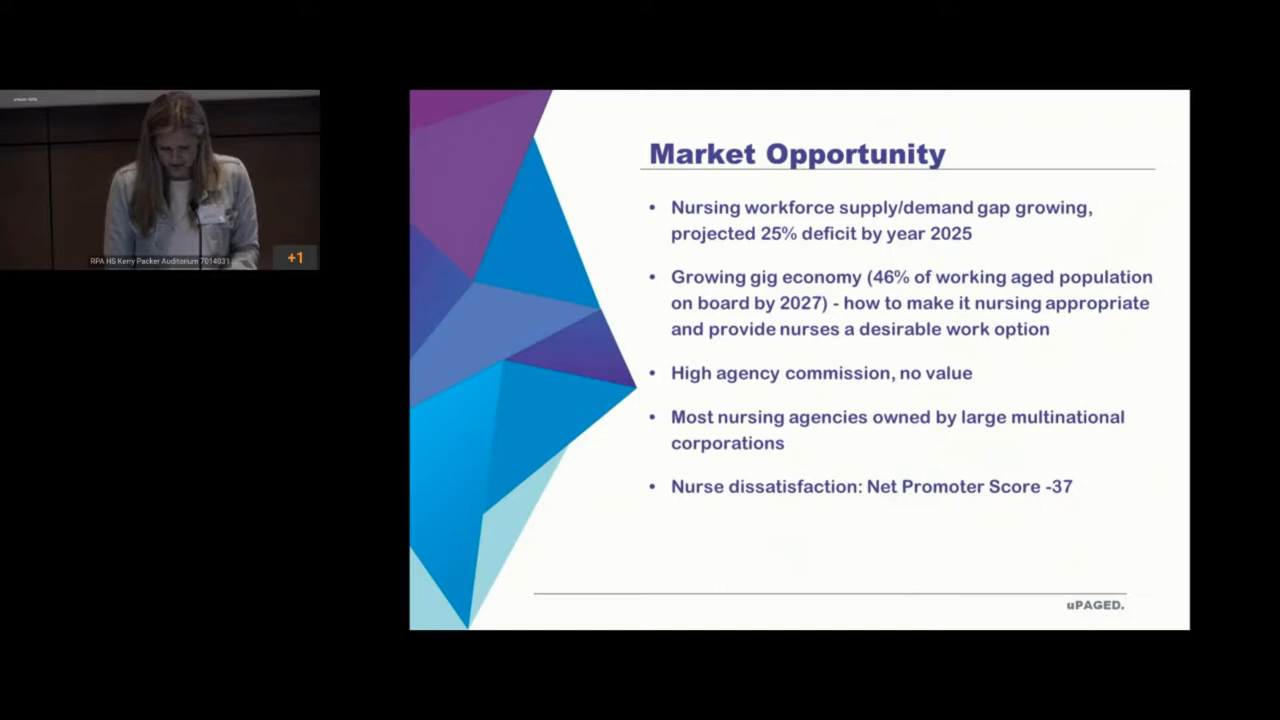 RPA HS Kerry Packer Auditorium 7014031
+1
Market Opportunity
• Nursing workforce supply/demand gap growing,
projected 25% deficit by year 2025
• Growing gig economy (46% of working aged population
on board by 2027) - how to make it nursing appropriate
and provide nurses a desirable work option
• High agency commission, no value
• Most nursing agencies owned by large multinational
corporations
• Nurse dissatisfaction: Net Promoter Score -37
uPAGED.